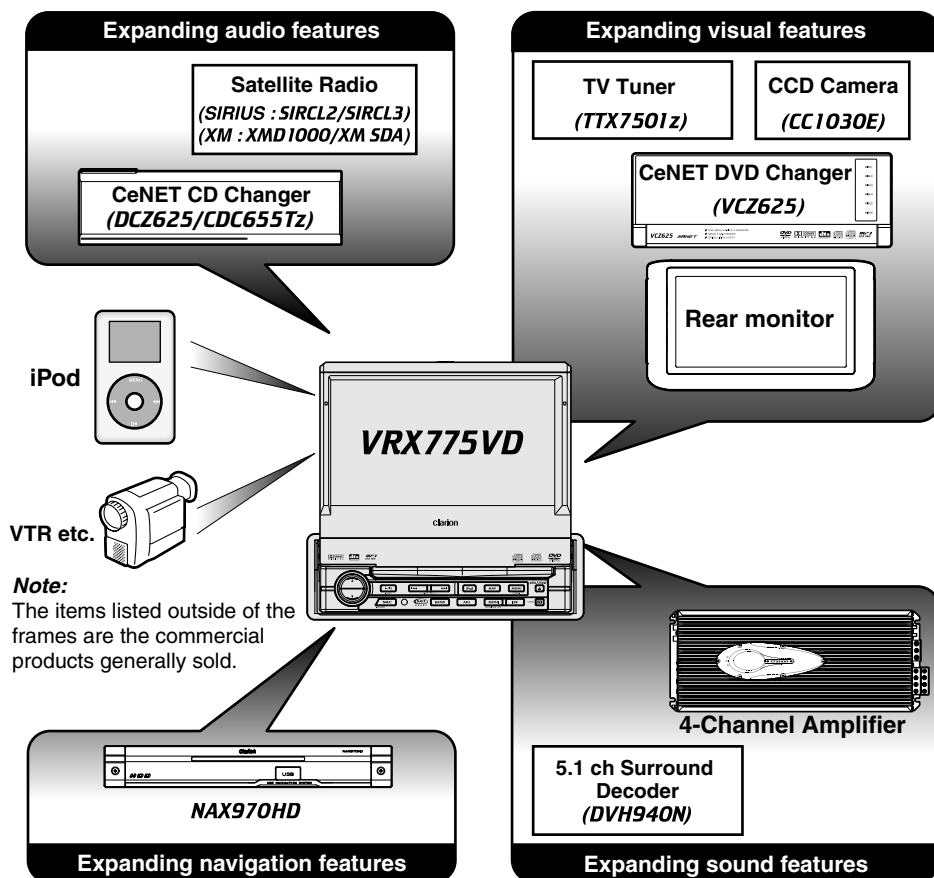 Expanding audio features
Satellite Radio
(SIRIUS : SIRCL2/SIRCL3)
(XM : XMD1000/XM SDA)
CeNET CD Changer
(DCZ625/CDC655Tz)
Expanding visual features
TV Tuner
(TTX7501z)
CCD Camera
(CC1030E)
CeNET DVD Changer
(VCZ625)
VCZ625
Rear monitor
iPod
MENU
VRX775VD
clarion
VTR etc.
Note:
The items listed outside of the
frames are the commercial
products generally sold.
Clarion
NAX970HD
USB
NAX970HD
Expanding navigation features
4-Channel Amplifier
5.1 ch Surround
Decoder
(DVH940N)
Expanding sound features